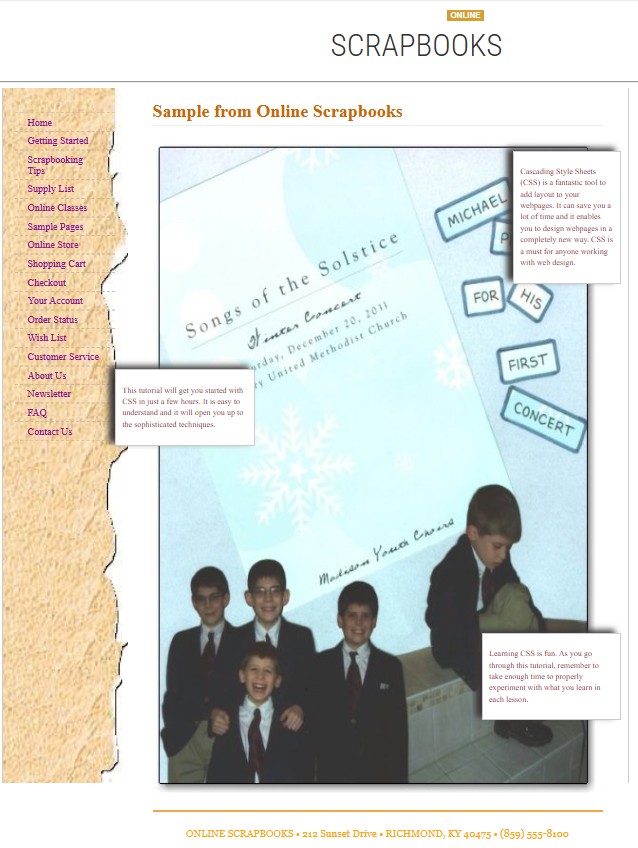 ONLINE
SCRAPBOOKS
Home
Getting Started
Scrapbooking
Tips
Supply List
Online Classes
Sample Pages
Online Store
Shopping Cart
Checkout
Your Account
Order Status
Wish List
Customer Service
About Us
Newsletter
FAQ
Contact Us
Sample from Online Scrapbooks
Cascading Style Sheets
(CSS) is a fantastic tool to
add layout to your
webpages. It can save you a
lot of time and it enables
you to design webpages in a
completely new way. CSS is
a must for anyone working
with web design.
MICHAEL
P
FOR HIS
FIRST
CONCERT
Songs of the Solstice
Winter Concert
December 20, 2011
United Methodist Church
Madison Youth Choirs
This tutorial will get you started with
CSS in just a few hours. It is easy to
understand and it will open you up to
the sophisticated techniques.
Learning CSS is fun. As you go
through this tutorial, remember to
take enough time to properly
experiment with what you learn in
each lesson.
ONLINE SCRAPBOOKS • 212 Sunset Drive • RICHMOND, KY 40475 • (859) 555-8100